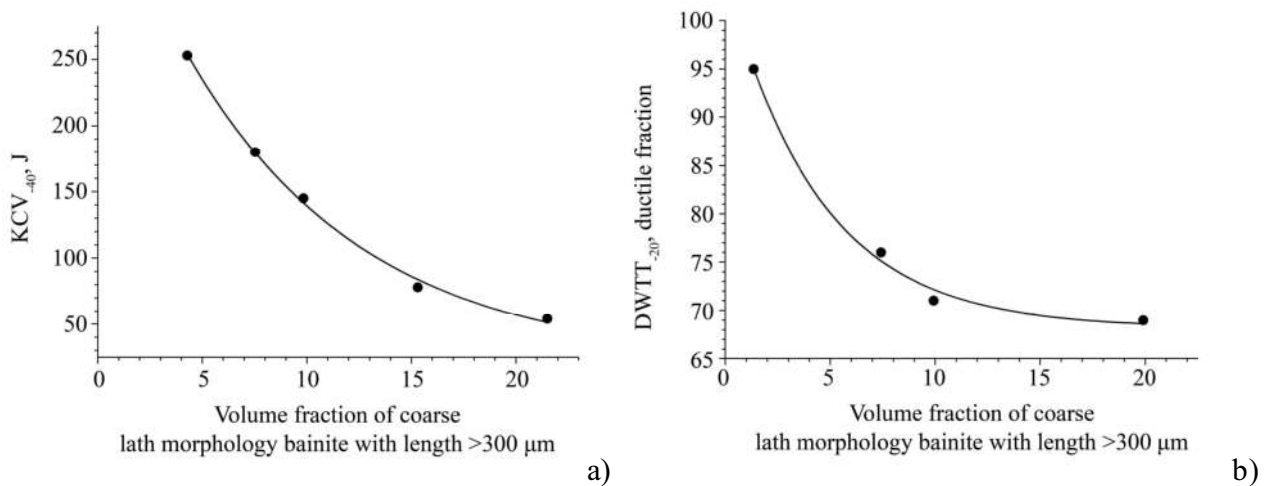 250
200
150
100
50
0
5
10
15
20
KCV-40, J
Volume fraction of coarse
lath morphology bainite with length >300 μm
a)
100
95
90
85
80
75
70
65
0
5
10
15
20
DWTT-20, ductile fraction
Volume fraction of coarse
lath morphology bainite with length >300 μm
b)